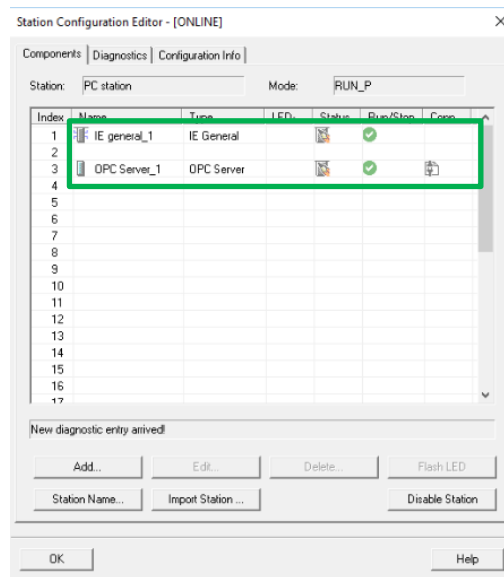 Station Configuration Editor - [ONLINE]
Components Diagnostics Configuration Info
Station: PC station Mode: RUN_P
Index Name Type LED: Status Run/Stop Conn
1 IE general_1 IE General
2
3 OPC Server_1 OPC Server
4
5
6
7
8
9
10
11
12
13
14
15
16
17
New diagnostic entry arrived!
Add... Edit... Delete... Flash LED
Station Name... Import Station ... Disable Station
OK Help